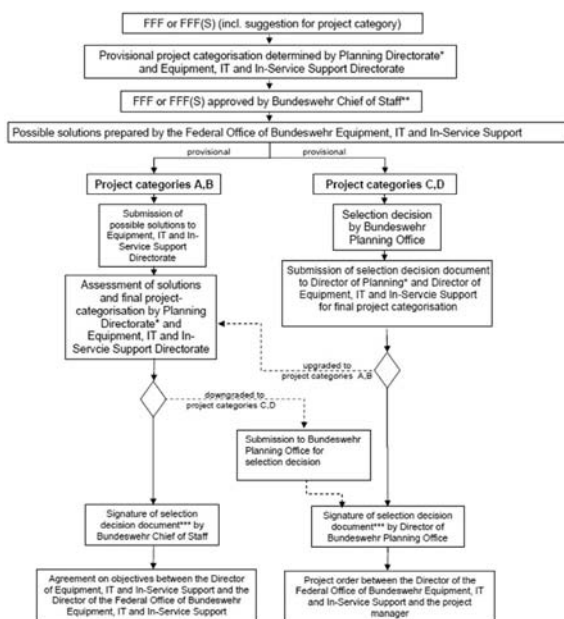 FFF or FFF(S) (incl. suggestion for project category)
Provisional project categorisation determined by Planning Directorate*
and Equipment, IT and In-Service Support Directorate
FFF or FFF(S) approved by Bundeswehr Chief of Staff**
Possible solutions prepared by the Federal Office of Bundeswehr Equipment, IT and In-Service Support
provisional
provisional
Project categories A,B
Project categories C,D
Submission of
possible solutions to
Equipment, IT and In-
Service Support
Directorate
Selection decision
by Bundeswehr
Planning Office
Assessment of solutions
and final project-
categorisation by Planning
Directorate* and
Equipment, IT and In-
Servcie Support Directorate
Submission of selection decision document
to Director of Planning* and Director of
Equipment, IT and In-Servcie Support
for final project categorisation
upgraded to
project categories A,B
downgraded to
project categories C,D
Submission to Bundeswehr
Planning Office for
selection decision
Signature of selection
decision document*** by
Bundeswehr Chief of Staff
Signature of selection decision
document*** by Director of
Bundeswehr Planning Office
Agreement on objectives between the Director
of Equipment, IT and In-Service Support and the
Director of the Federal Office of Bundeswehr
Equipment, IT and In-Service Support
Project order between the Director of the
Federal Office of Bundeswehr Equipment, IT
and In-Service Support and the project
manager